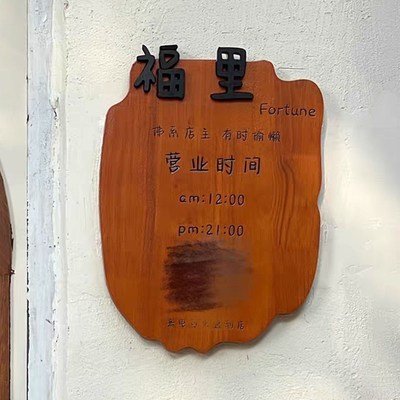 福里
Fortune
佛系店主 有时偷懒
营业时间
am:12:00
pm:21:00